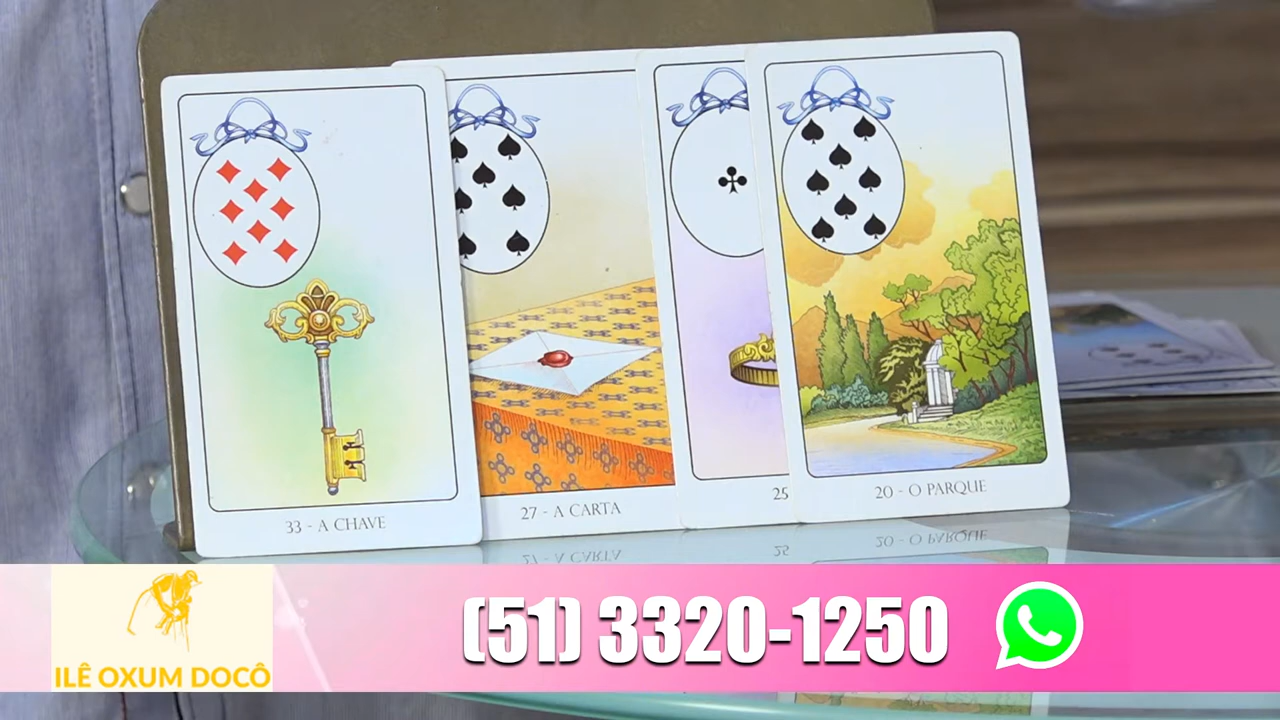 33 - A CHAVE
27 - A CARTA
25
20 - O PARQUE
(51) 3320-1250
ILÊ OXUM DOCÔ